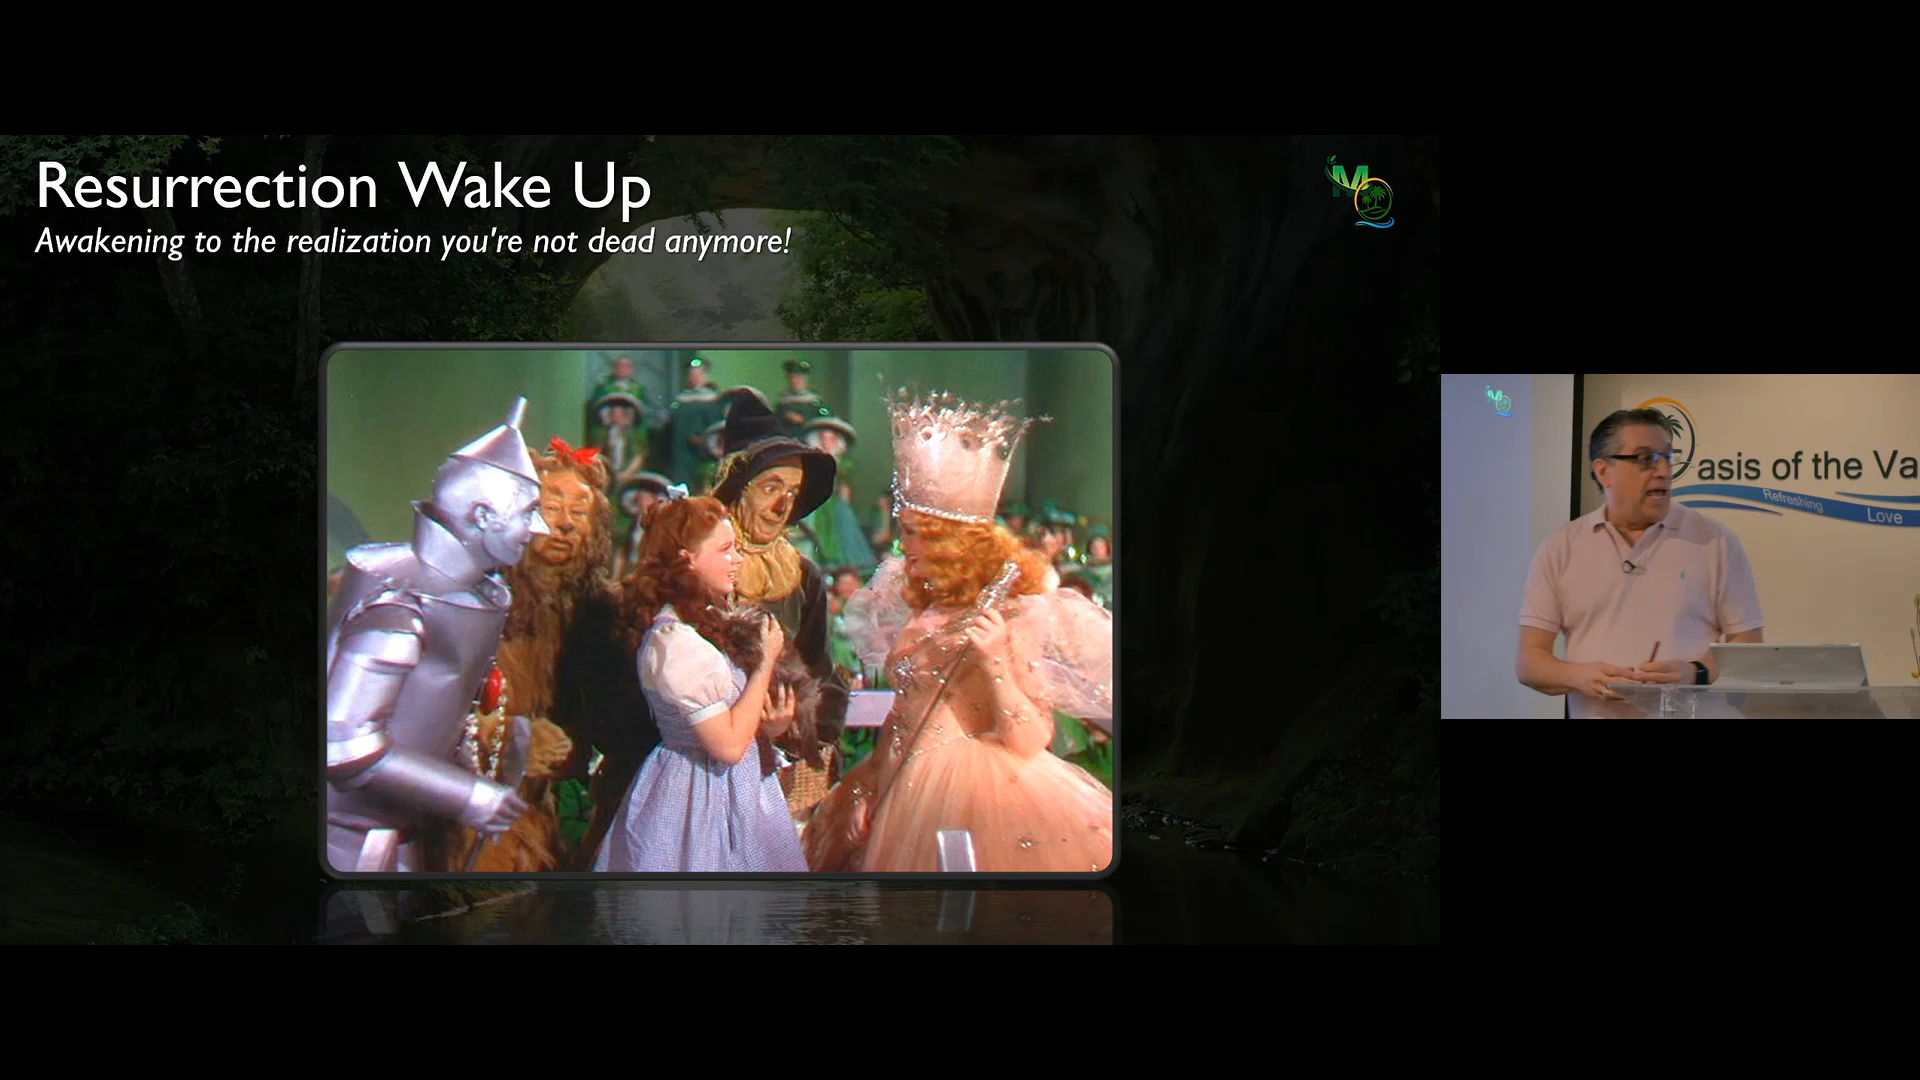 Resurrection Wake Up
Awakening to the realization you're not dead anymore!
M
asis of the Va
Refreshing
Love